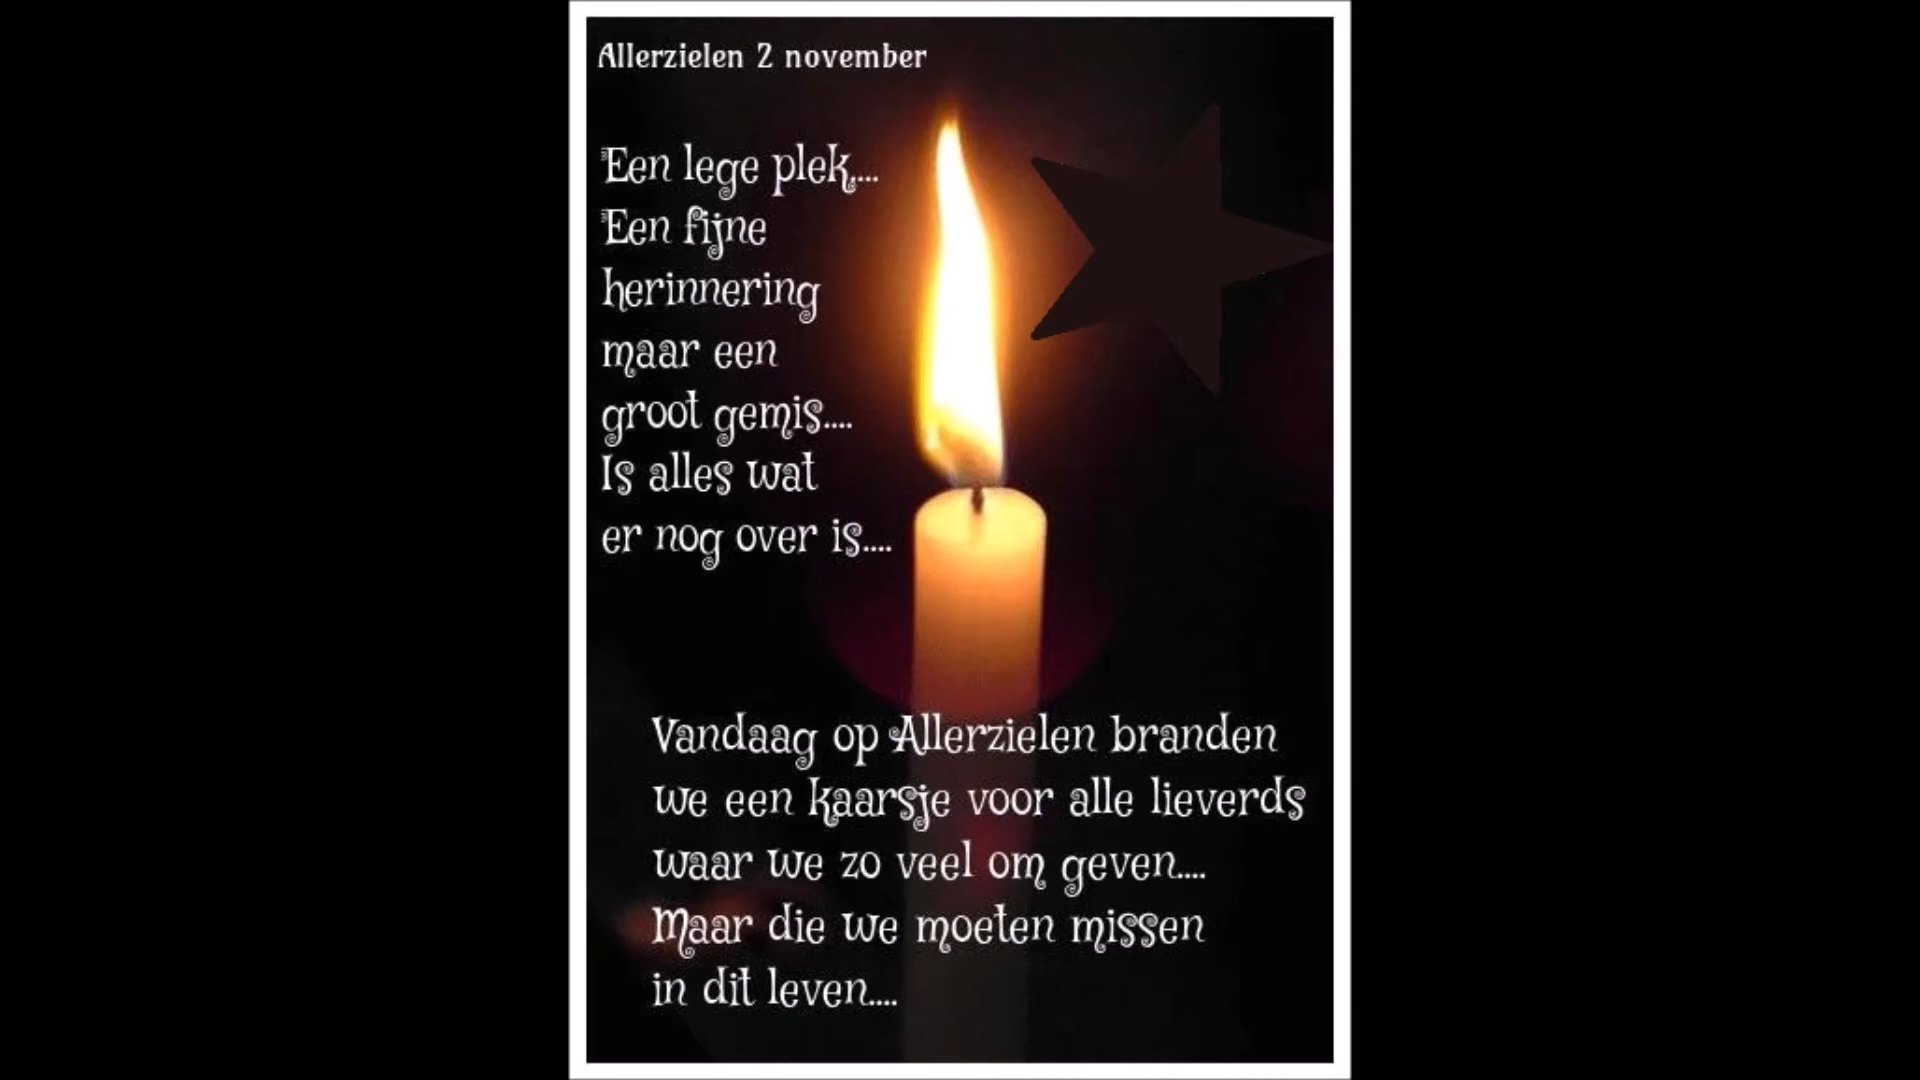 Allerzielen 2 november
Een lege plek....
Een fijne
herinnering
maar een
groot gemis....
Is alles wat
er nog over is....
Vandaag op Allerzielen branden
we een kaarsje voor alle lieverds
waar we zo veel om geven....
Maar die we moeten missen
in dit leven....